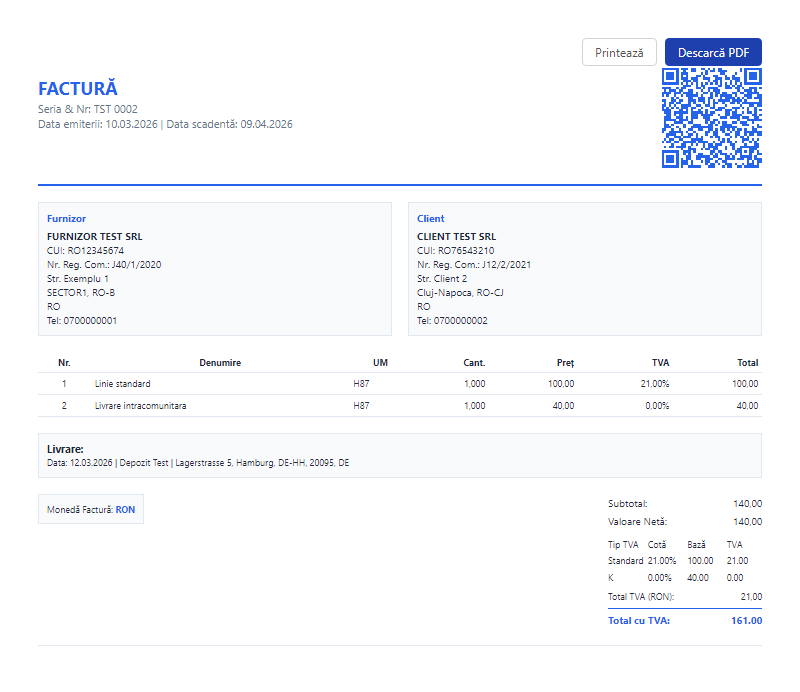 Printează
Descarcă PDF
FACTURĂ
Seria & Nr: TST 0002
Data emiterii: 10.03.2026 | Data scadentă: 09.04.2026
Furnizor
FURNIZOR TEST SRL
CUI: RO12345674
Nr. Reg. Com.: J40/1/2020
Str. Exemplu 1
SECTOR1, RO-B
RO
Tel: 0700000001
Client
CLIENT TEST SRL
CUI: RO76543210
Nr. Reg. Com.: J12/2/2021
Str. Client 2
Cluj-Napoca, RO-CJ
RO
Tel: 0700000002
Nr. Denumire UM Cant. Preț TVA Total
1 Linie standard H87 1,000 100,00 21.00% 100,00
2 Livrare intracomunitara H87 1,000 40,00 0.00% 40,00
Livrare:
Data: 12.03.2026 | Depozit Test | Lagerstrasse 5, Hamburg, DE-HH, 20095, DE
Monedă Factură: RON
Subtotal: 140,00
Valoare Netă: 140,00
Tip TVA Cotă Bază TVA
Standard 21.00% 100.00 21.00
K 0.00% 40.00 0.00
Total TVA (RON): 21,00
Total cu TVA: 161.00